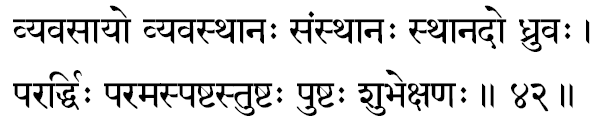 व्यवसायो व्यवस्थानः संस्थानः स्थानदो ध्रुवः ।
परर्द्धिः परमस्पष्टस्तुष्टः पुष्टः शुभेक्षणः ॥ ४२ ॥